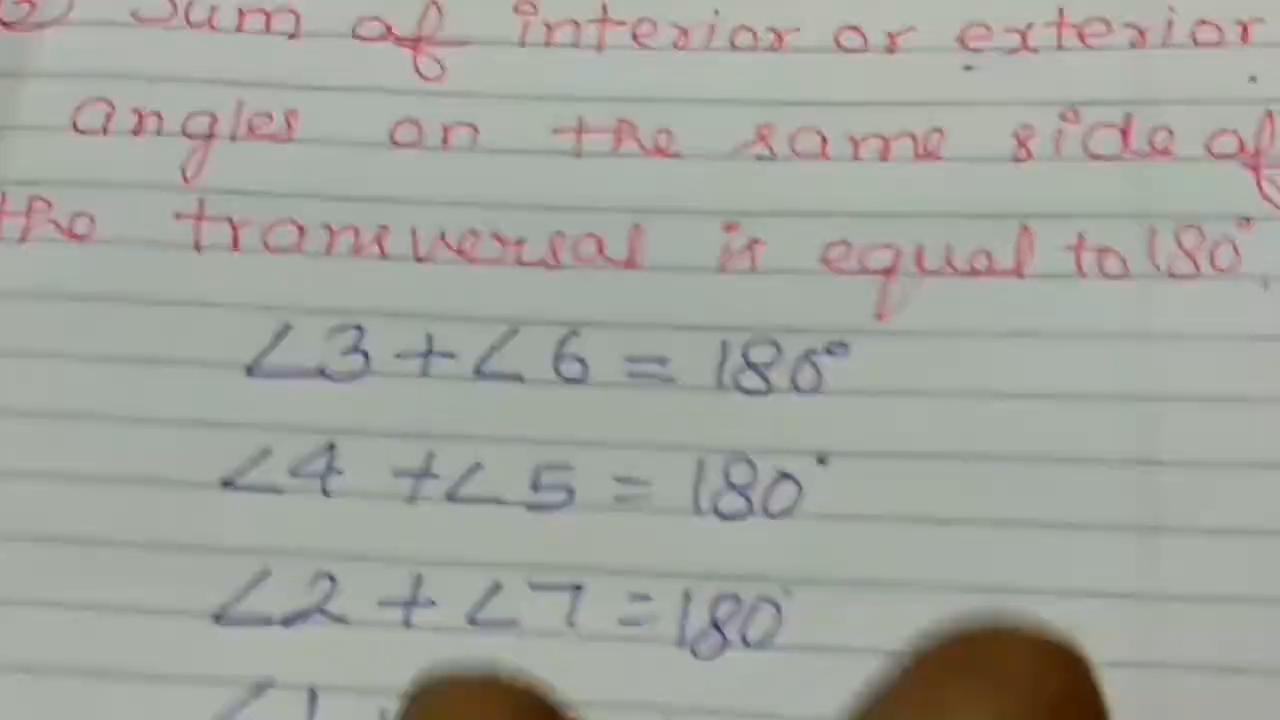 Sum of interior or exterior
angles on the same side of
the transversal is equal to 180°.
∠3 + ∠6 = 180°
∠4 + ∠5 = 180°
∠2 + ∠7 = 180°
∠1